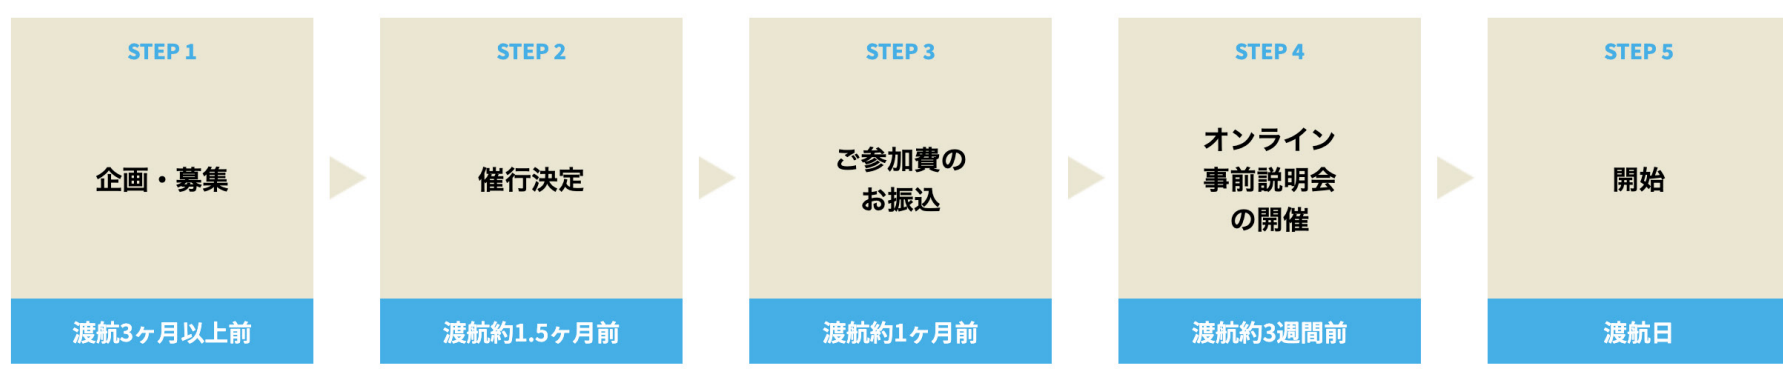 STEP 1
企画・募集
渡航3ヶ月以上前
STEP 2
催行決定
渡航約1.5ヶ月前
STEP 3
ご参加費の
お振込
渡航約1ヶ月前
STEP 4
オンライン
事前説明会
の開催
渡航約3週間前
STEP 5
開始
渡航日